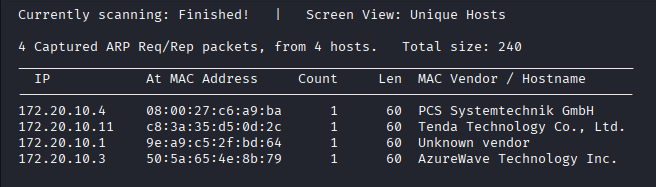 Currently scanning: Finished!   |   Screen View: Unique Hosts
4 Captured ARP Req/Rep packets, from 4 hosts.   Total size: 240
IP            At MAC Address     Count     Len  MAC Vendor / Hostname
172.20.10.4     08:00:27:c6:a9:ba      1      60  PCS Systemtechnik GmbH
172.20.10.11    c8:3a:35:d5:0d:2c      1      60  Tenda Technology Co., Ltd.
172.20.10.1     9e:a9:c5:2f:bd:64      1      60  Unknown vendor
172.20.10.3     50:5a:65:4e:8b:79      1      60  AzureWave Technology Inc.